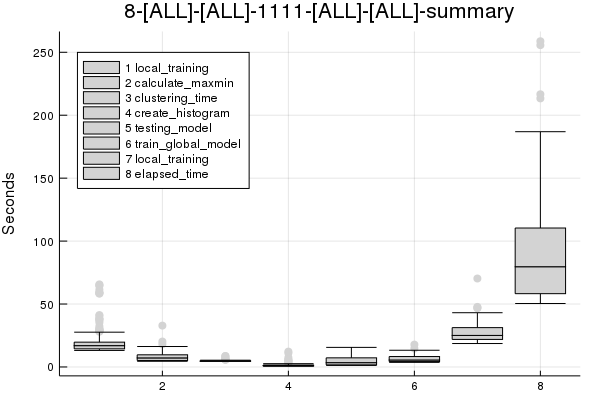 8-[ALL]-[ALL]-1111-[ALL]-[ALL]-summary
Seconds
250
200
150
100
50
0
1 local_training
2 calculate_maxmin
3 clustering_time
4 create_histogram
5 testing_model
6 train_global_model
7 local_training
8 elapsed_time
2 4 6 8